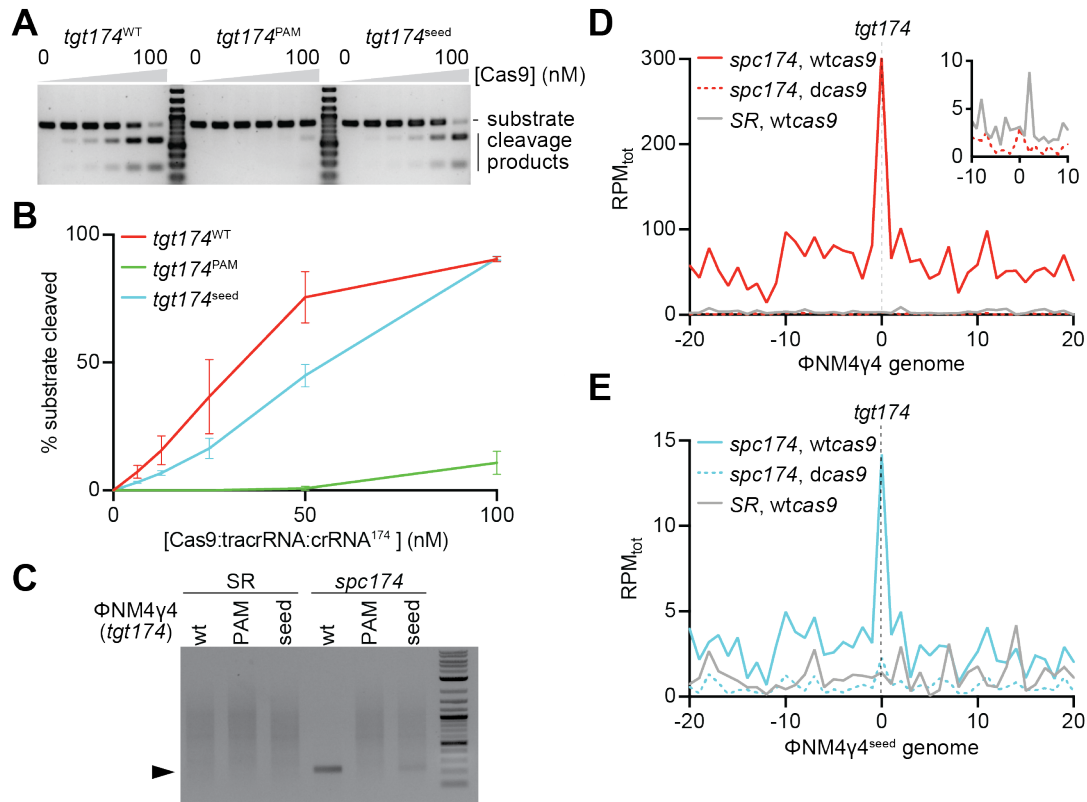 A
tgt174ᵂᵀ tgt174ᴾᴬᴹ tgt174ˢᵉᵉᵈ
0 100 0 100 0 100
[Cas9] (nM)
substrate
cleavage
products
B
tgt174ᵂᵀ
tgt174ᴾᴬᴹ
tgt174ˢᵉᵉᵈ
100
50
0
% substrate cleaved
0 50 100
[Cas9:tracrRNA:crRNA¹⁷⁴ ] (nM)
C
SR spc174
ΦNM4γ4
(tgt174)
wt PAM seed wt PAM seed
D
tgt174
spc174, wtcas9
spc174, dcas9
SR, wtcas9
300
200
100
0
RPMtot
10
5
0
-10 0 10
-20 -10 0 10 20
ΦNM4γ4 genome
E
tgt174
spc174, wtcas9
spc174, dcas9
SR, wtcas9
15
10
5
0
RPMtot
-20 -10 0 10 20
ΦNM4γ4ˢᵉᵉᵈ genome